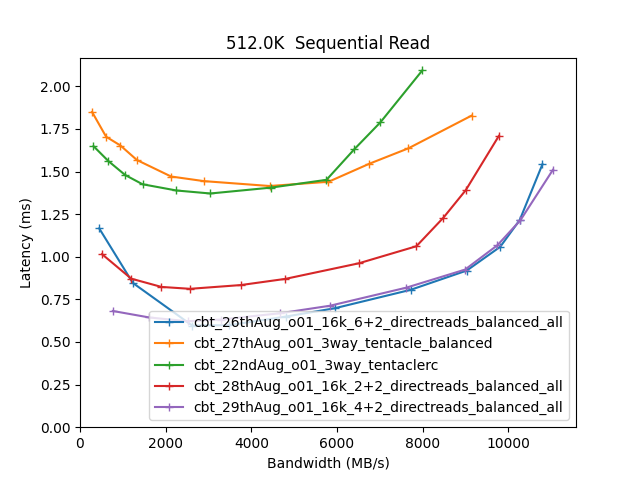 512.0K  Sequential Read
Latency (ms)
2.00
1.75
1.50
1.25
1.00
0.75
0.50
0.25
0.00
cbt_26thAug_o01_16k_6+2_directreads_balanced_all
cbt_27thAug_o01_3way_tentacle_balanced
cbt_22ndAug_o01_3way_tentaclerc
cbt_28thAug_o01_16k_2+2_directreads_balanced_all
cbt_29thAug_o01_16k_4+2_directreads_balanced_all
0 2000 4000 6000 8000 10000
Bandwidth (MB/s)